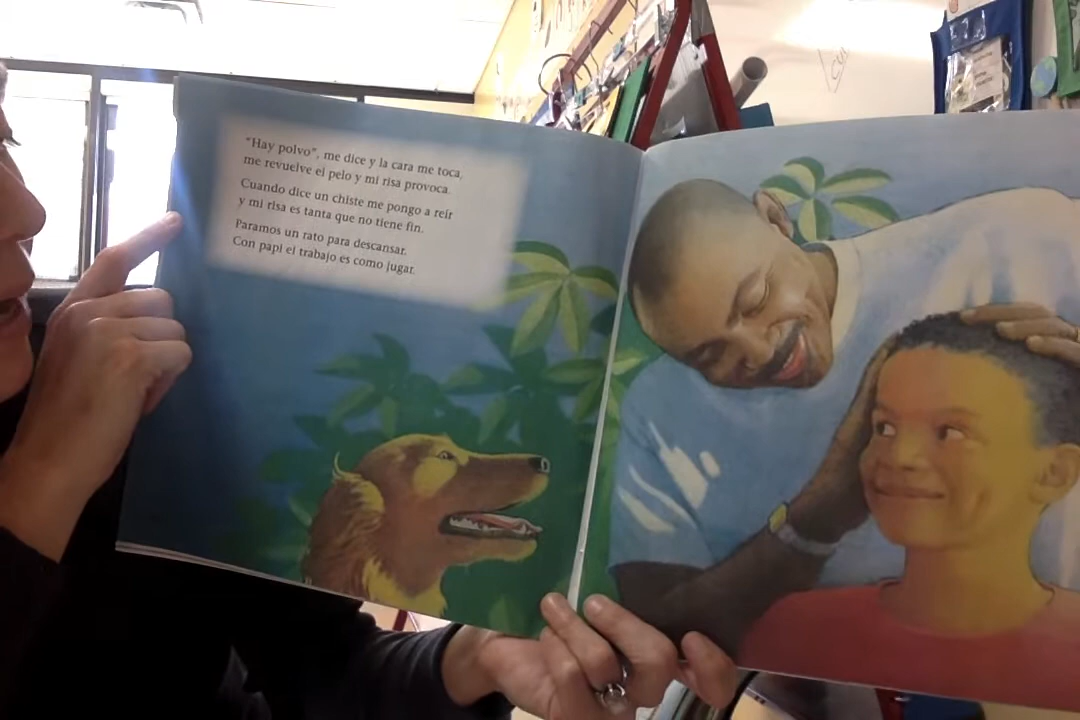 “Hay polvo”, me dice y la cara me toca,
me revuelve el pelo y mi risa provoca.
Cuando dice un chiste me pongo a reír
y mi risa es tanta que no tiene fin.
Paramos un rato para descansar.
Con papi el trabajo es como jugar.